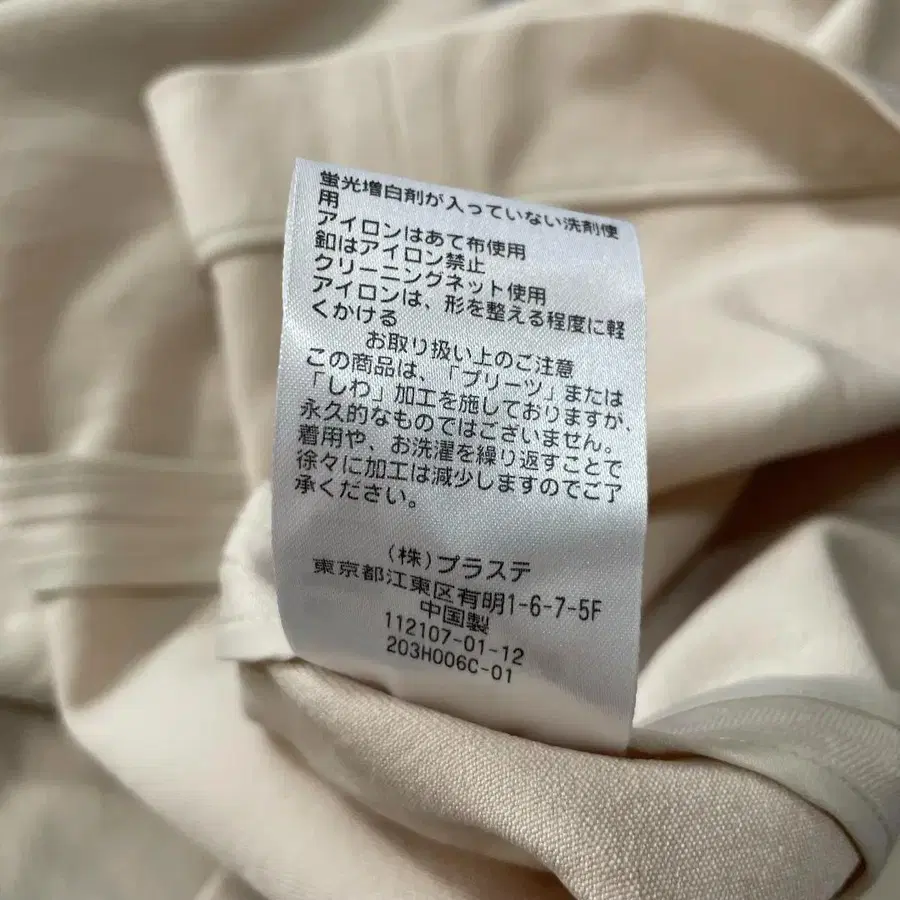 蛍光増白剤が入っていない洗剤使
用
アイロンはあて布使用
釦はアイロン禁止
クリーニングネット使用
アイロンは、形を整える程度に軽
くかける
お取り扱い上のご注意
この商品は、「プリーツ」または
「しわ」加工を施しておりますが、
永久的なものではございません。
着用や、お洗濯を繰り返すことで
徐々に加工は減少しますのでご了
承ください。
(株)プラステ
東京都江東区有明1-6-7-5F
中国製
112107-01-12
203H006C-01